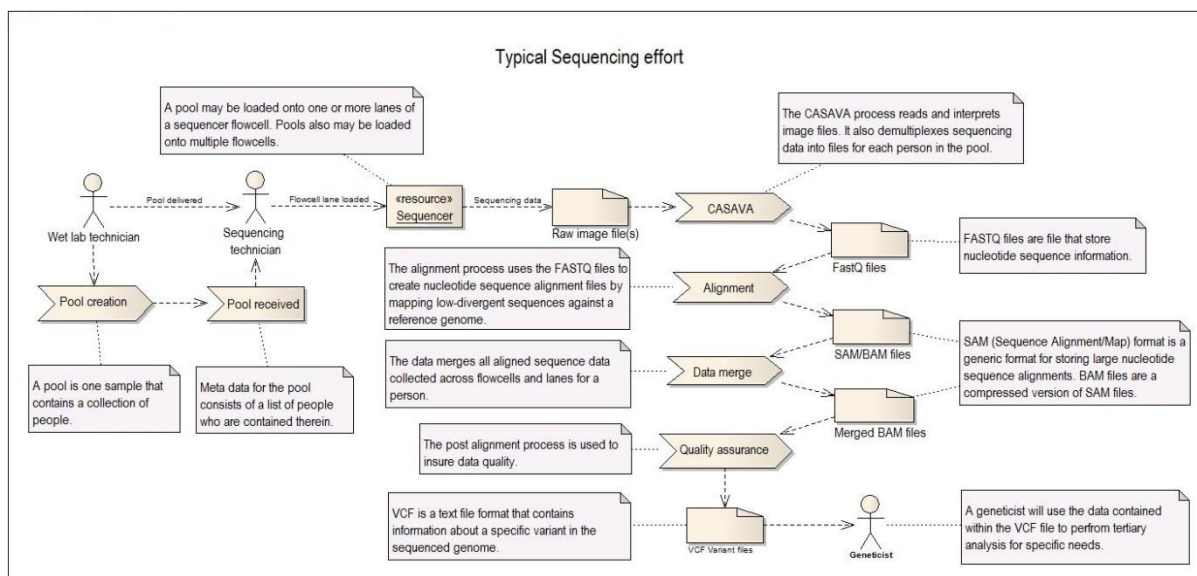 Typical Sequencing effort
A pool may be loaded onto one or more lanes of
a sequencer flowcell. Pools also may be loaded
onto multiple flowcells.
The CASAVA process reads and interprets
image files. It also demultiplexes sequencing
data into files for each person in the pool.
Wet lab technician
Pool delivered
Sequencing
technician
Flowcell lane loaded
«resource»
Sequencer
Sequencing data
Raw image file(s)
CASAVA
FastQ files
FASTQ files are file that store
nucleotide sequence information.
Pool creation
Pool received
The alignment process uses the FASTQ files to
create nucleotide sequence alignment files by
mapping low-divergent sequences against a
reference genome.
Alignment
SAM/BAM files
SAM (Sequence Alignment/Map) format is a
generic format for storing large nucleotide
sequence alignments. BAM files are a
compressed version of SAM files.
A pool is one sample that
contains a collection of
people.
Meta data for the pool
consists of a list of people
who are contained therein.
The data merges all aligned sequence data
collected across flowcells and lanes for a
person.
Data merge
Merged BAM files
The post alignment process is used to
insure data quality.
Quality assurance
VCF is a text file format that contains
information about a specific variant in the
sequenced genome.
VCF Variant files
Geneticist
A geneticist will use the data contained
within the VCF file to perfrom tertiary
analysis for specific needs.